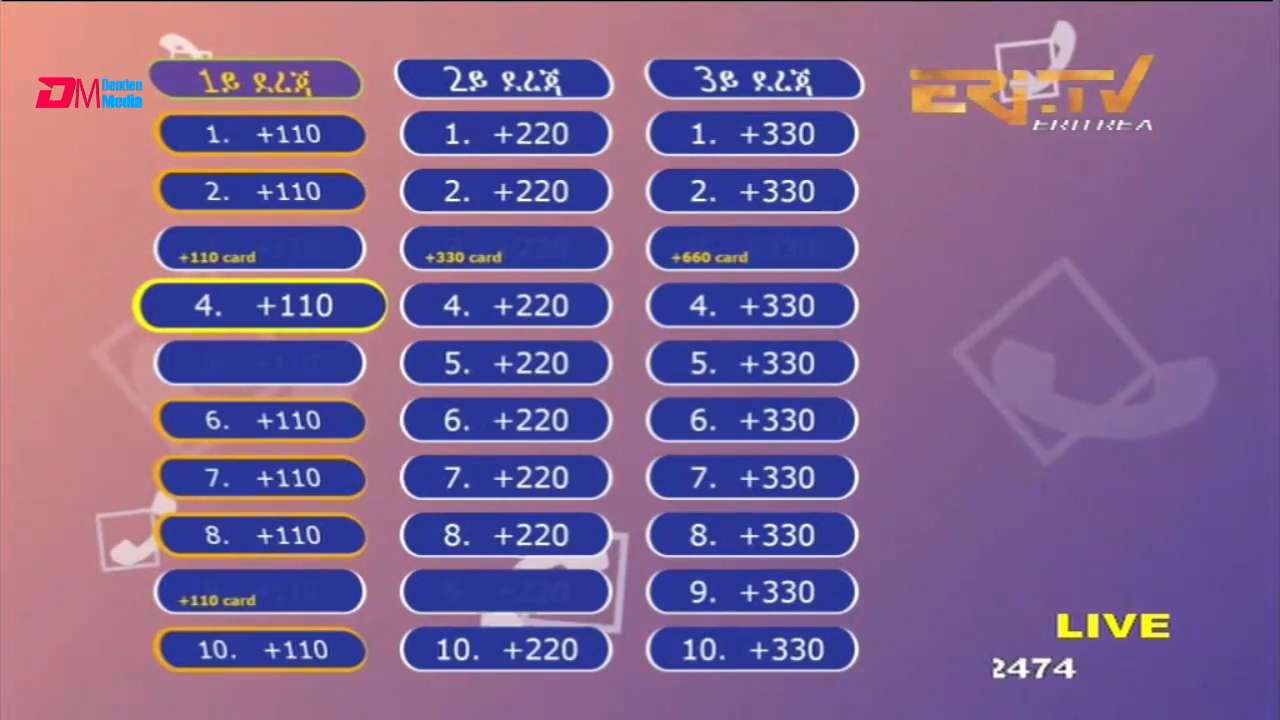 DM Denden Media
ERI-TV
ERITREA
1ይ ደረጃ 2ይ ደረጃ 3ይ ደረጃ
1. +110 1. +220 1. +330
2. +110 2. +220 2. +330
+110 card +330 card +660 card
4. +110 4. +220 4. +330
5. +220 5. +330
6. +110 6. +220 6. +330
7. +110 7. +220 7. +330
8. +110 8. +220 8. +330
+110 card 9. +330
10. +110 10. +220 10. +330
LIVE
2474